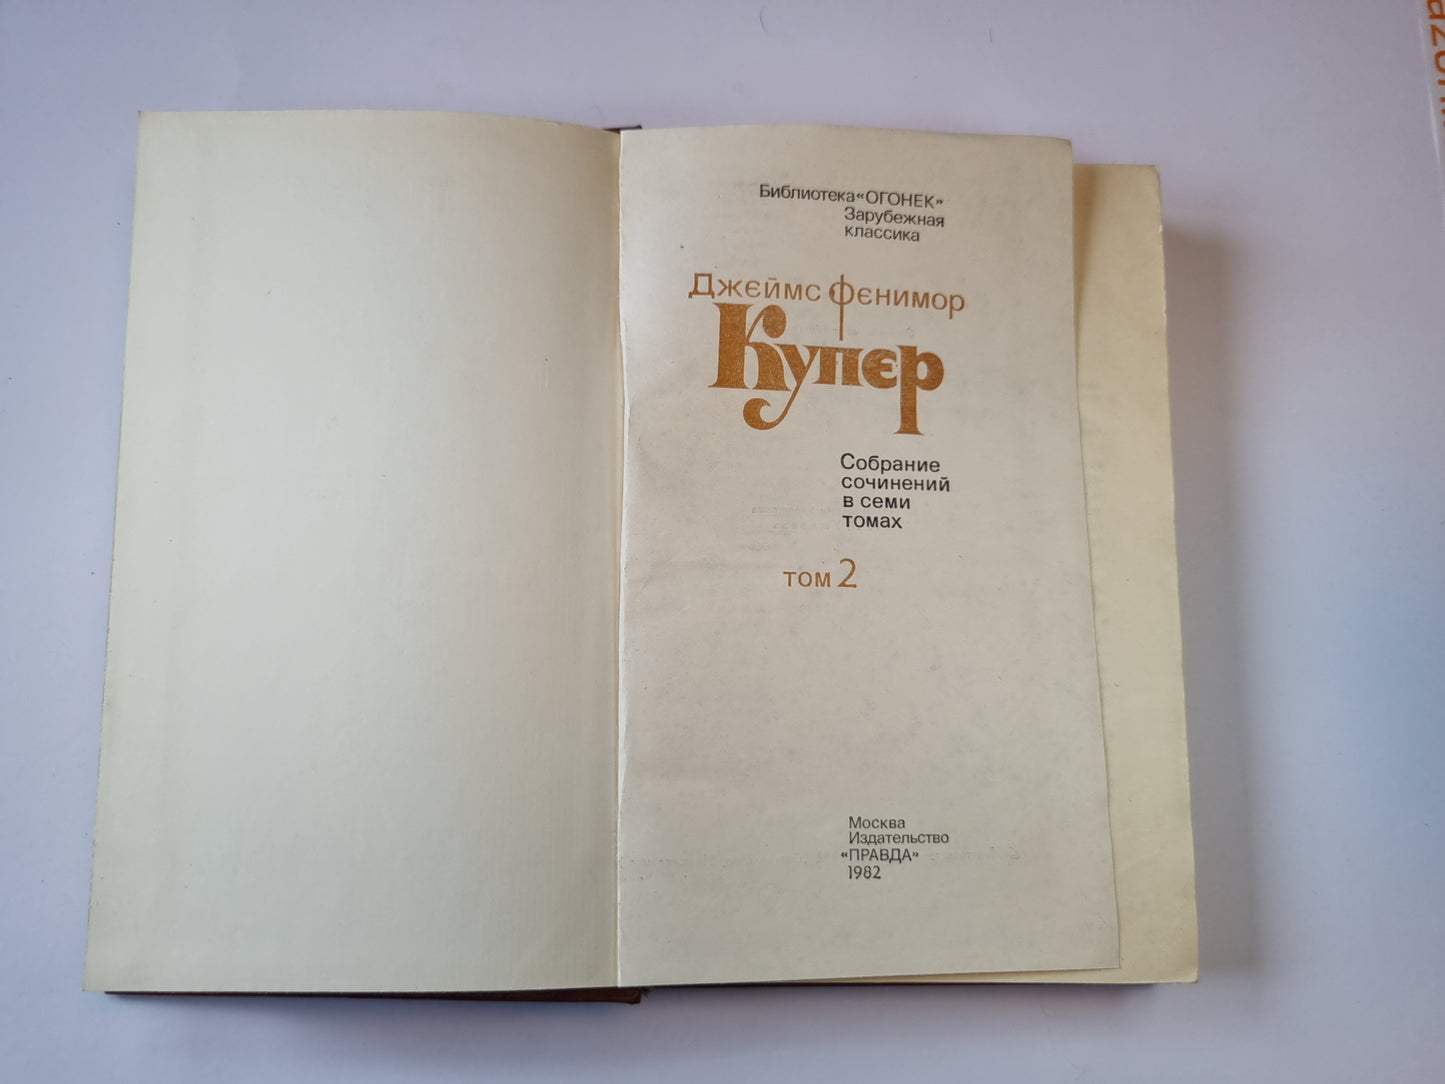 Библиотека«ОГОНЕК»
Зарубежная
классика
Джеймс Фенимор
Купер
Собрание
сочинений
в семи
томах
том 2
Москва
Издательство
«ПРАВДА»
1982